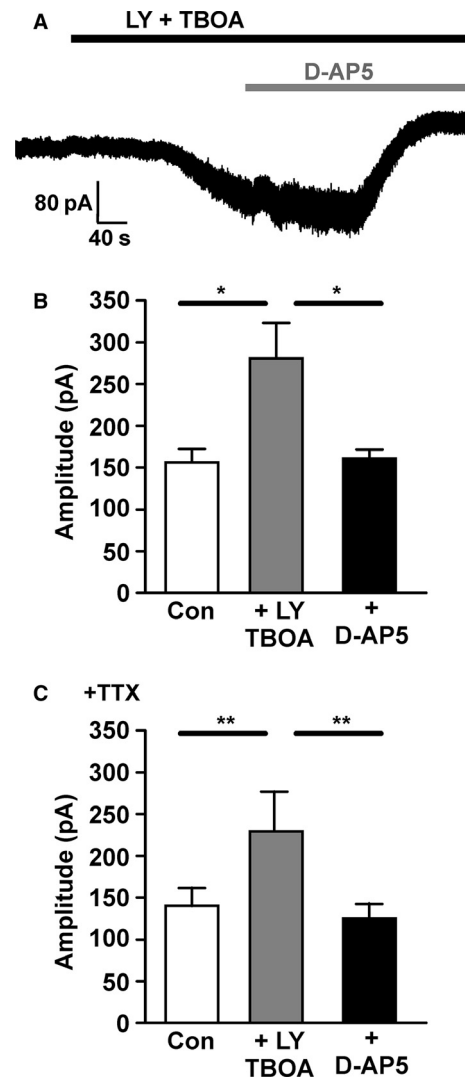 A
LY + TBOA
D-AP5
80 pA
40 s
B
* *
Amplitude (pA)
350
300
250
200
150
100
50
0
Con + LY +
TBOA D-AP5
C +TTX
** **
Amplitude (pA)
350
300
250
200
150
100
50
0
Con + LY +
TBOA D-AP5